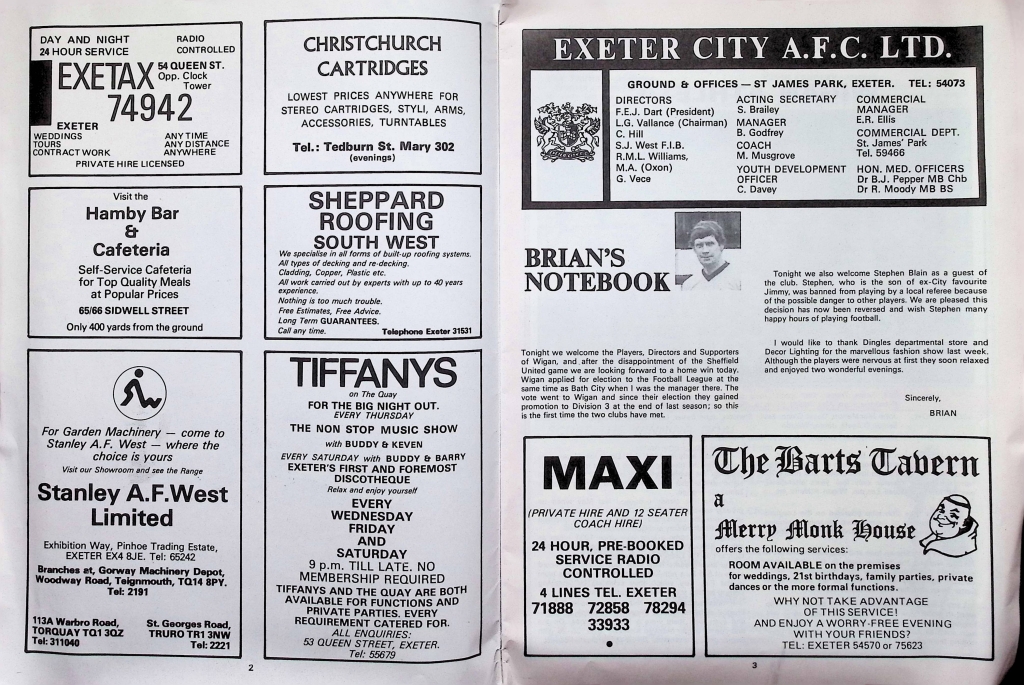 DAY AND NIGHT
24 HOUR SERVICE
RADIO
CONTROLLED
EXETAX
54 QUEEN ST.
Opp. Clock
Tower
74942
EXETER
WEDDINGS
TOURS
CONTRACT WORK
ANY TIME
ANY DISTANCE
ANYWHERE
PRIVATE HIRE LICENSED
CHRISTCHURCH
CARTRIDGES
LOWEST PRICES ANYWHERE FOR
STEREO CARTRIDGES, STYLI, ARMS,
ACCESSORIES, TURNTABLES
Tel.: Tedburn St. Mary 302
(evenings)
Visit the
Hamby Bar
&
Cafeteria
Self-Service Cafeteria
for Top Quality Meals
at Popular Prices
65/66 SIDWELL STREET
Only 400 yards from the ground
SHEPPARD
ROOFING
SOUTH WEST
We specialise in all forms of built-up roofing systems.
All types of decking and re-decking.
Cladding, Copper, Plastic etc.
All work carried out by experts with up to 40 years
experience.
Nothing is too much trouble.
Free Estimates, Free Advice.
Long Term GUARANTEES.
Call any time.
Telephone Exeter 31531
For Garden Machinery — come to
Stanley A.F. West — where the
choice is yours
Visit our Showroom and see the Range
Stanley A.F.West
Limited
Exhibition Way, Pinhoe Trading Estate,
EXETER EX4 8JE. Tel: 65242
Branches at, Gorway Machinery Depot,
Woodway Road, Teignmouth, TQ14 8PY.
Tel: 2191
113A Warbro Road,
TORQUAY TQ1 3QZ
Tel: 311040
St. Georges Road,
TRURO TR1 3NW
Tel: 2221
TIFFANYS
on The Quay
FOR THE BIG NIGHT OUT.
EVERY THURSDAY
THE NON STOP MUSIC SHOW
with BUDDY & KEVEN
EVERY SATURDAY with BUDDY & BARRY
EXETER'S FIRST AND FOREMOST
DISCOTHEQUE
Relax and enjoy yourself
EVERY
WEDNESDAY
FRIDAY
AND
SATURDAY
9 p.m. TILL LATE. NO
MEMBERSHIP REQUIRED
TIFFANYS AND THE QUAY ARE BOTH
AVAILABLE FOR FUNCTIONS AND
PRIVATE PARTIES. EVERY
REQUIREMENT CATERED FOR.
ALL ENQUIRIES:
53 QUEEN STREET, EXETER.
Tel: 55679
2
EXETER CITY A.F.C. LTD.
GROUND & OFFICES — ST JAMES PARK, EXETER. TEL: 54073
DIRECTORS
F.E.J. Dart (President)
L.G. Vallance (Chairman)
C. Hill
S.J. West F.I.B.
R.M.L. Williams,
M.A. (Oxon)
G. Vece
ACTING SECRETARY
S. Brailey
MANAGER
B. Godfrey
COACH
M. Musgrove
YOUTH DEVELOPMENT
OFFICER
C. Davey
COMMERCIAL
MANAGER
E.R. Ellis
COMMERCIAL DEPT.
St. James' Park
Tel. 59466
HON. MED. OFFICERS
Dr B.J. Pepper MB Chb
Dr R. Moody MB BS
BRIAN'S
NOTEBOOK
Tonight we welcome the Players, Directors and Supporters
of Wigan, and after the disappointment of the Sheffield
United game we are looking forward to a home win today.
Wigan applied for election to the Football League at the
same time as Bath City when I was the manager there. The
vote went to Wigan and since their election they gained
promotion to Division 3 at the end of last season; so this
is the first time the two clubs have met.
Tonight we also welcome Stephen Blain as a guest of
the club. Stephen, who is the son of ex-City favourite
Jimmy, was banned from playing by a local referee because
of the possible danger to other players. We are pleased this
decision has now been reversed and wish Stephen many
happy hours of playing football.
I would like to thank Dingles departmental store and
Decor Lighting for the marvellous fashion show last week.
Although the players were nervous at first they soon relaxed
and enjoyed two wonderful evenings.
Sincerely,
BRIAN
MAXI
(PRIVATE HIRE AND 12 SEATER
COACH HIRE)
24 HOUR, PRE-BOOKED
SERVICE RADIO
CONTROLLED
4 LINES TEL. EXETER
71888 72858 78294
33933
The Barts Tavern
a
Merry Monk House
offers the following services:
ROOM AVAILABLE on the premises
for weddings, 21st birthdays, family parties, private
dances or the more formal functions.
WHY NOT TAKE ADVANTAGE
OF THIS SERVICE!
AND ENJOY A WORRY-FREE EVENING
WITH YOUR FRIENDS?
TEL: EXETER 54570 or 75623
3